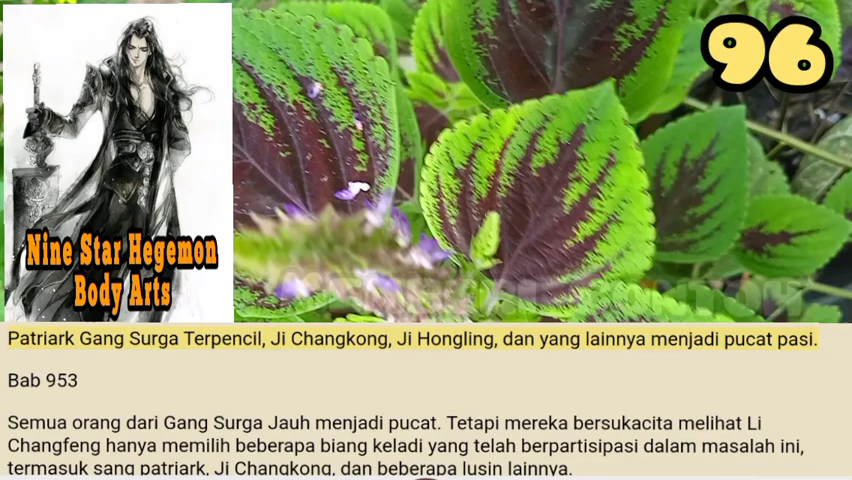 96
Nine Star Hegemon
Body Arts
Patriark Gang Surga Terpencil, Ji Changkong, Ji Hongling, dan yang lainnya menjadi pucat pasi.
Bab 953
Semua orang dari Gang Surga Jauh menjadi pucat. Tetapi mereka bersukacita melihat Li
Changfeng hanya memilih beberapa biang keladi yang telah berpartisipasi dalam masalah ini,
termasuk sang patriark, Ji Changkong, dan beberapa lusin lainnya.